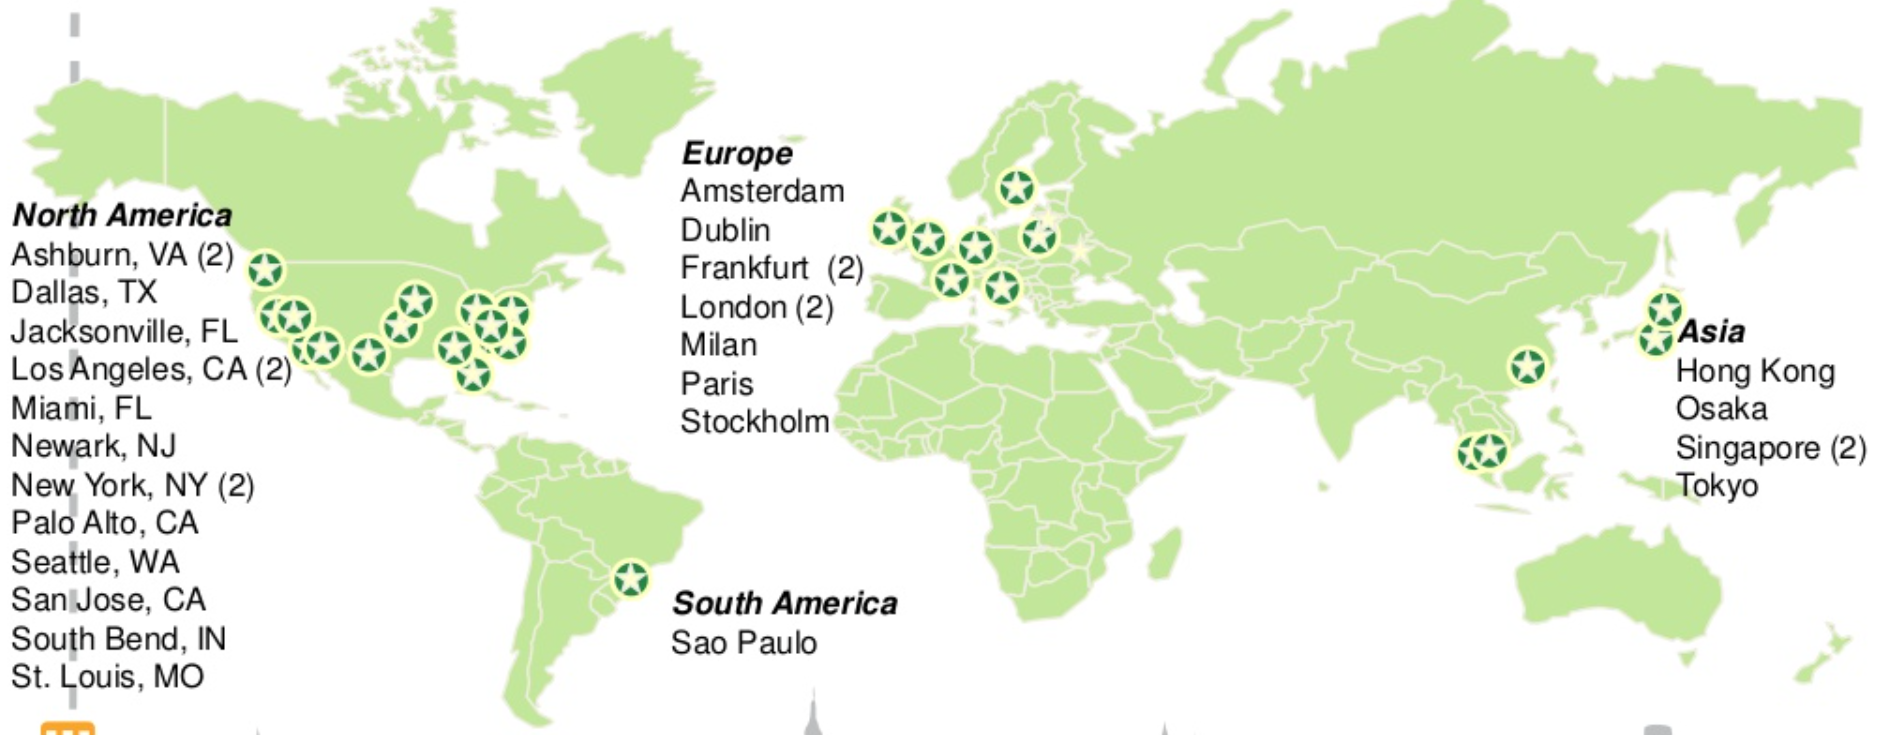 North America
Ashburn, VA (2)
Dallas, TX
Jacksonville, FL
Los Angeles, CA (2)
Miami, FL
Newark, NJ
New York, NY (2)
Palo Alto, CA
Seattle, WA
San Jose, CA
South Bend, IN
St. Louis, MO
Europe
Amsterdam
Dublin
Frankfurt (2)
London (2)
Milan
Paris
Stockholm
South America
Sao Paulo
Asia
Hong Kong
Osaka
Singapore (2)
Tokyo